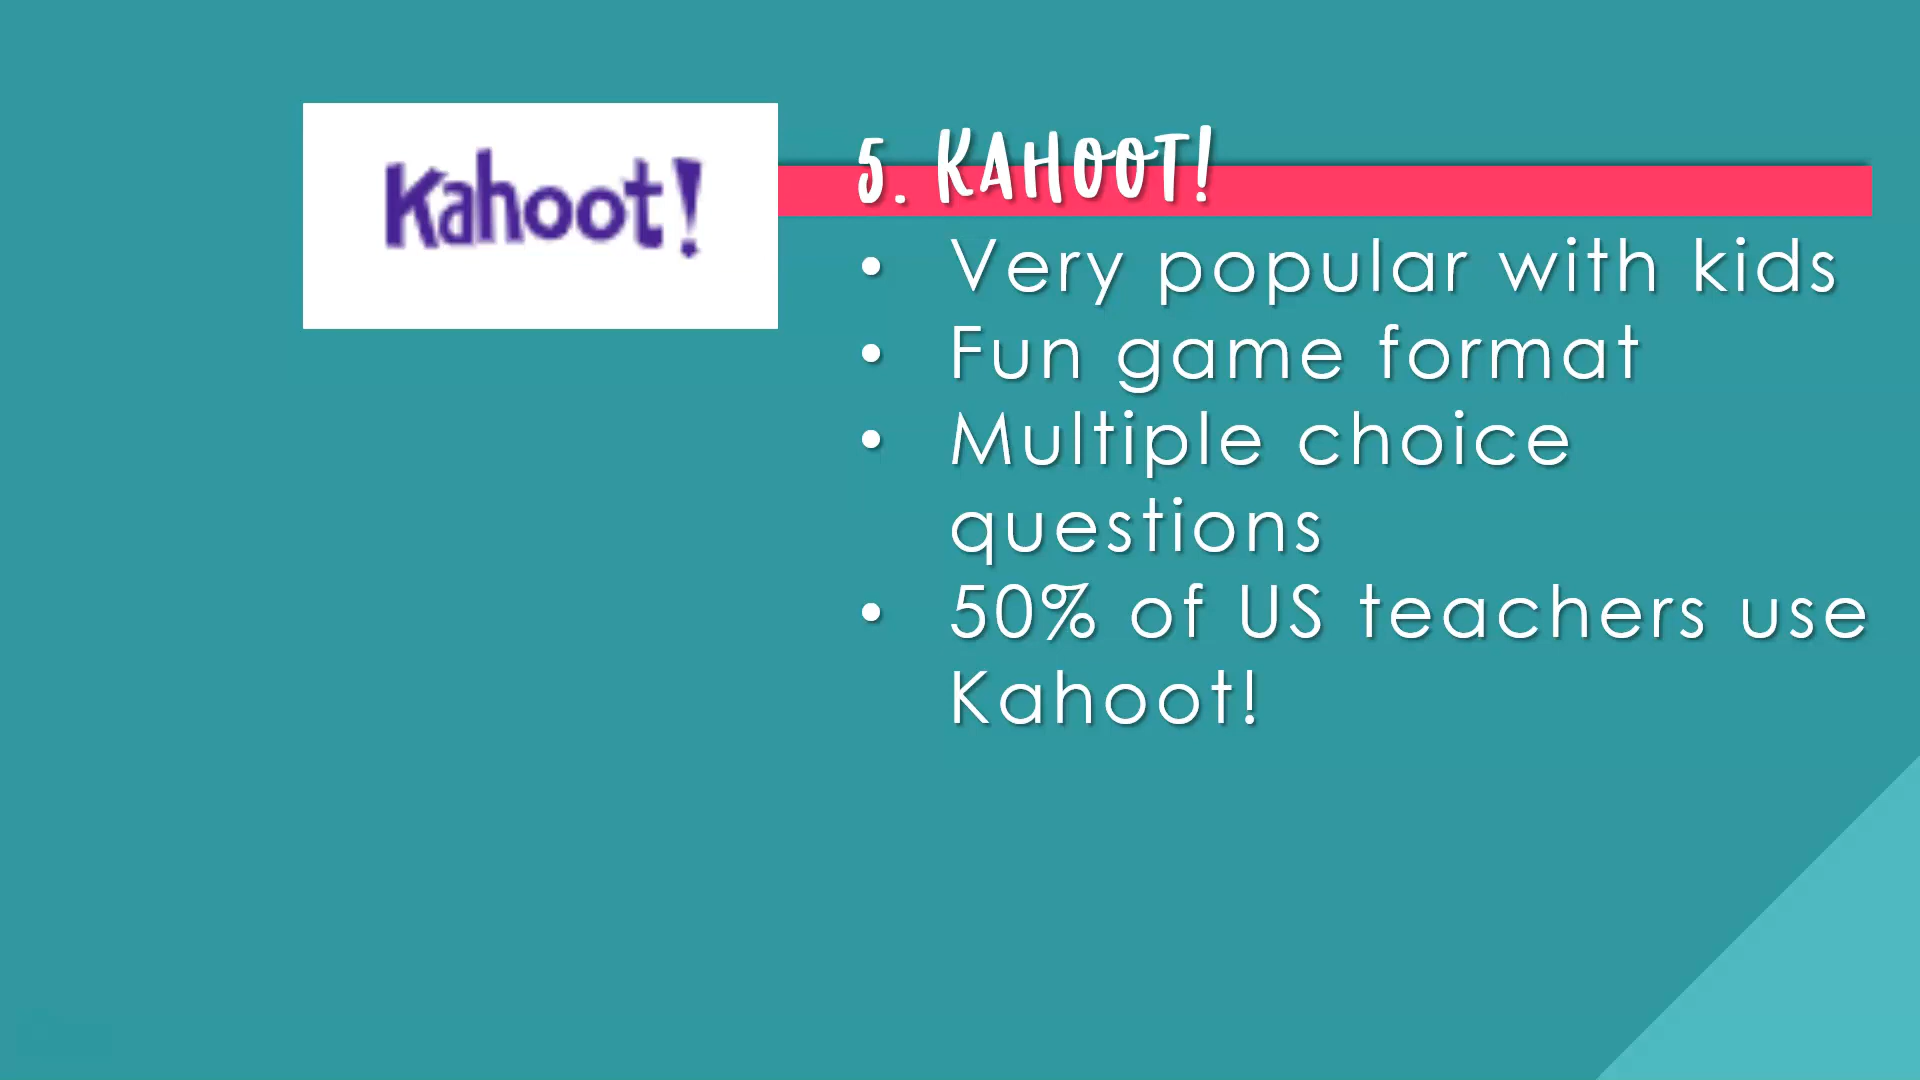 Kahoot!
5. KAHOOT!
• Very popular with kids
• Fun game format
• Multiple choice
questions
• 50% of US teachers use
Kahoot!